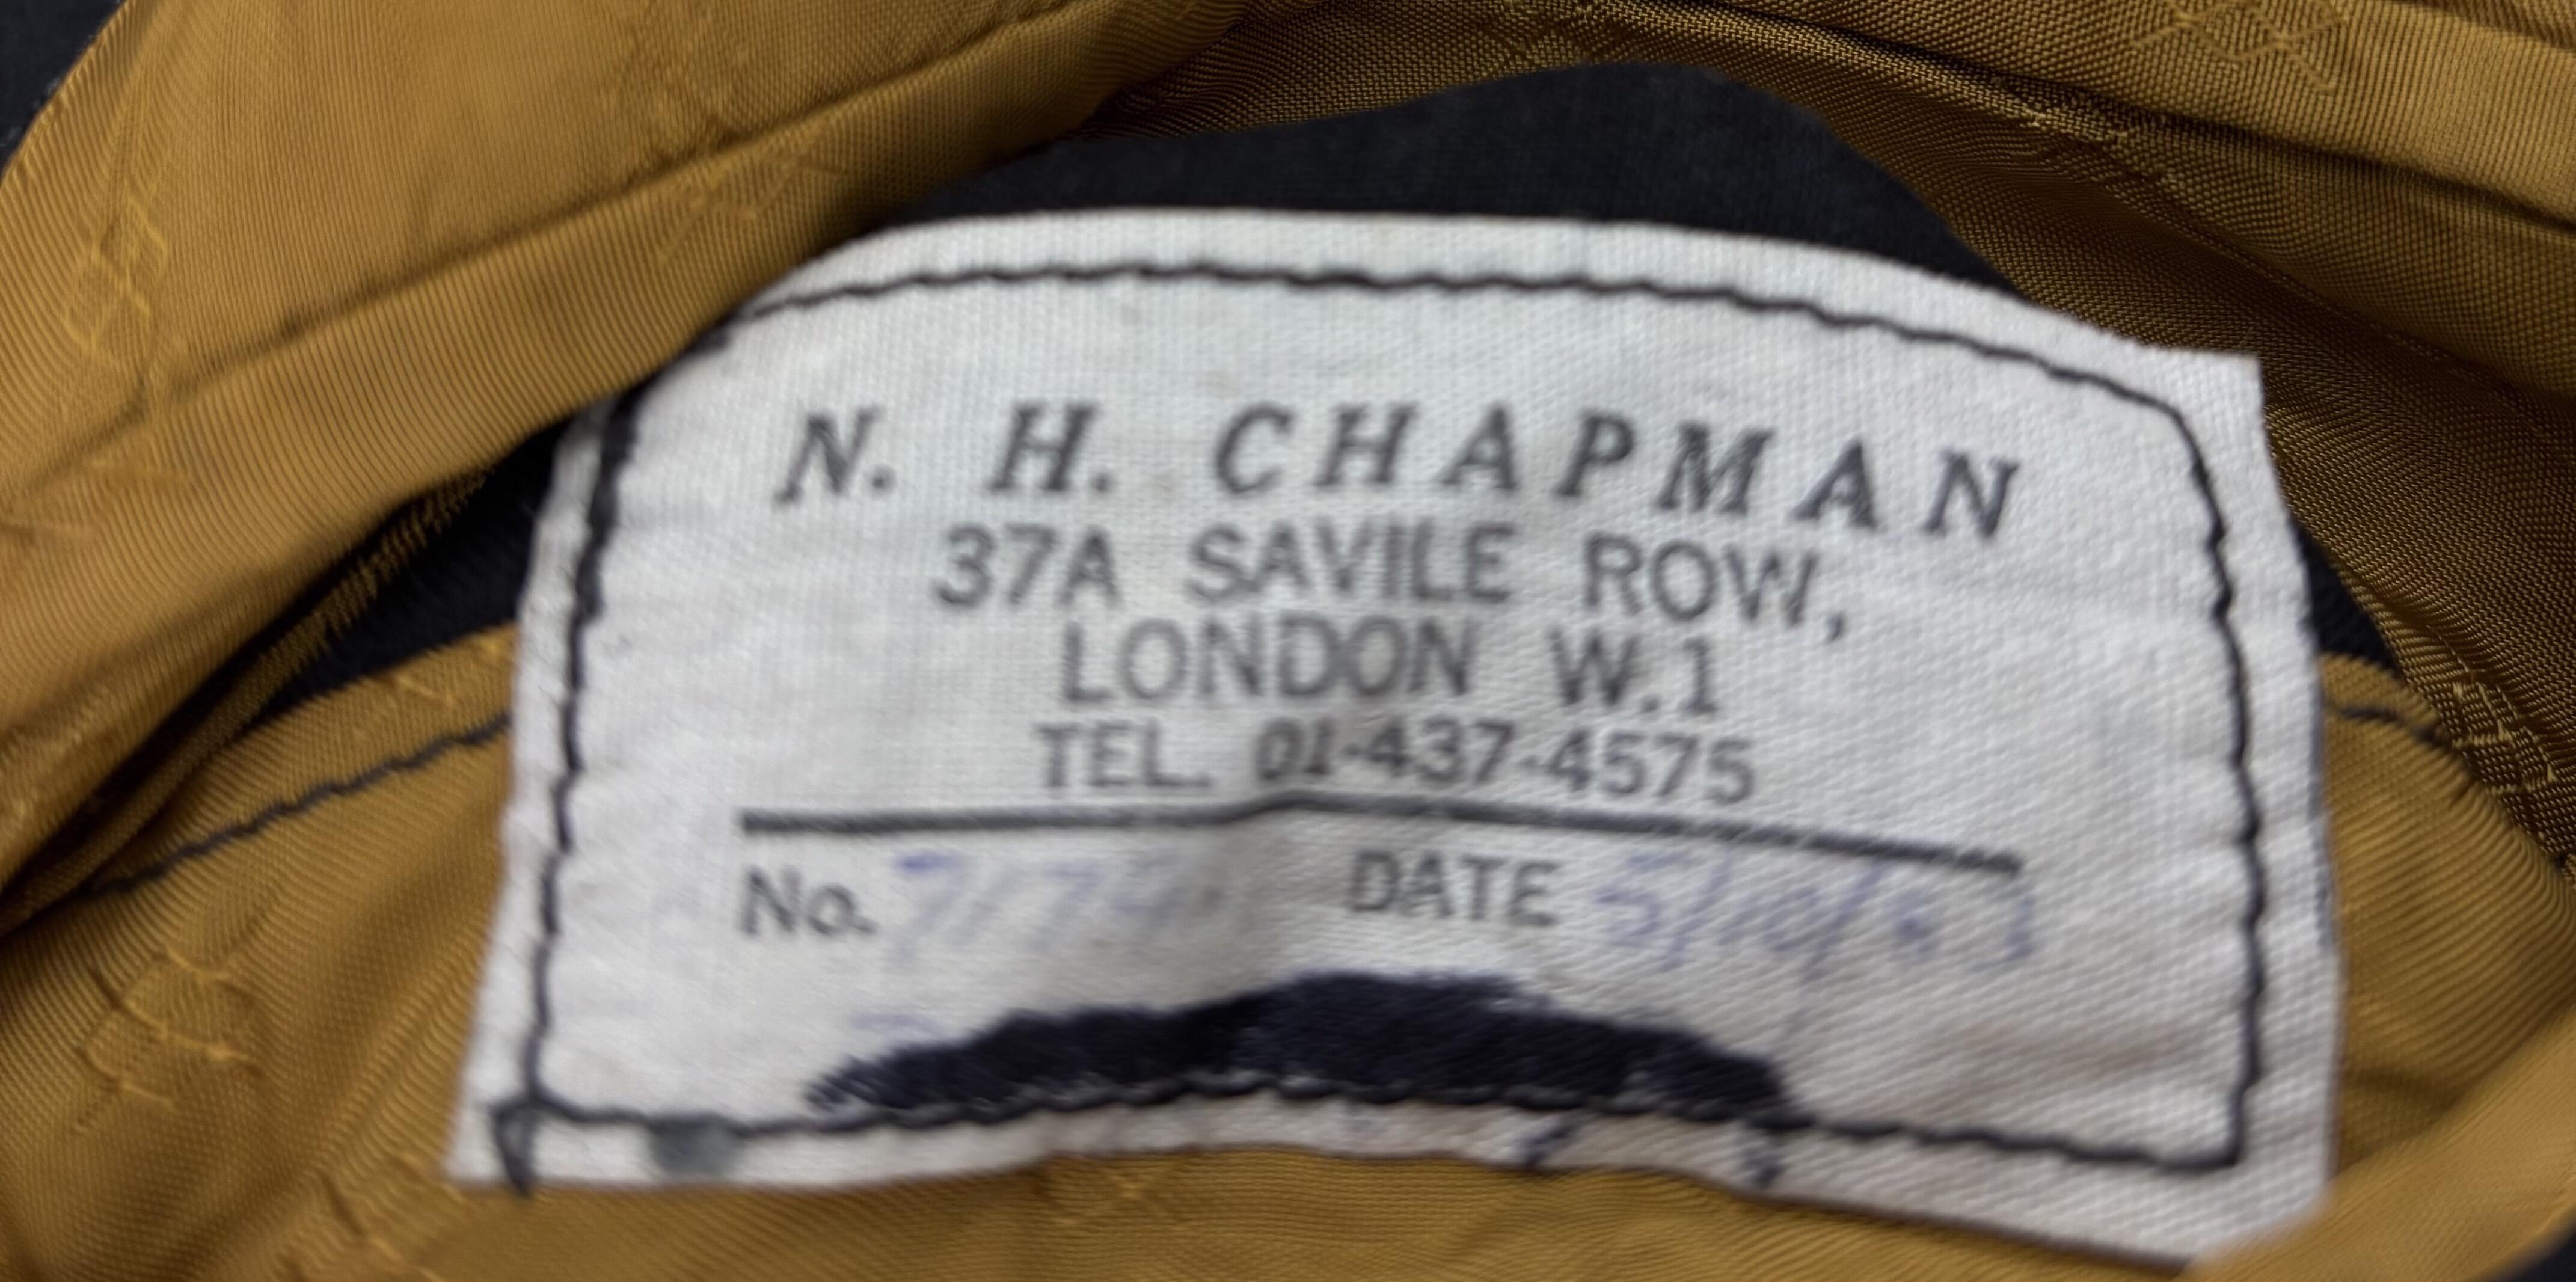 N. H. CHAPMAN
37A SAVILE ROW,
LONDON W.1
TEL. 01-437-4575
No. DATE